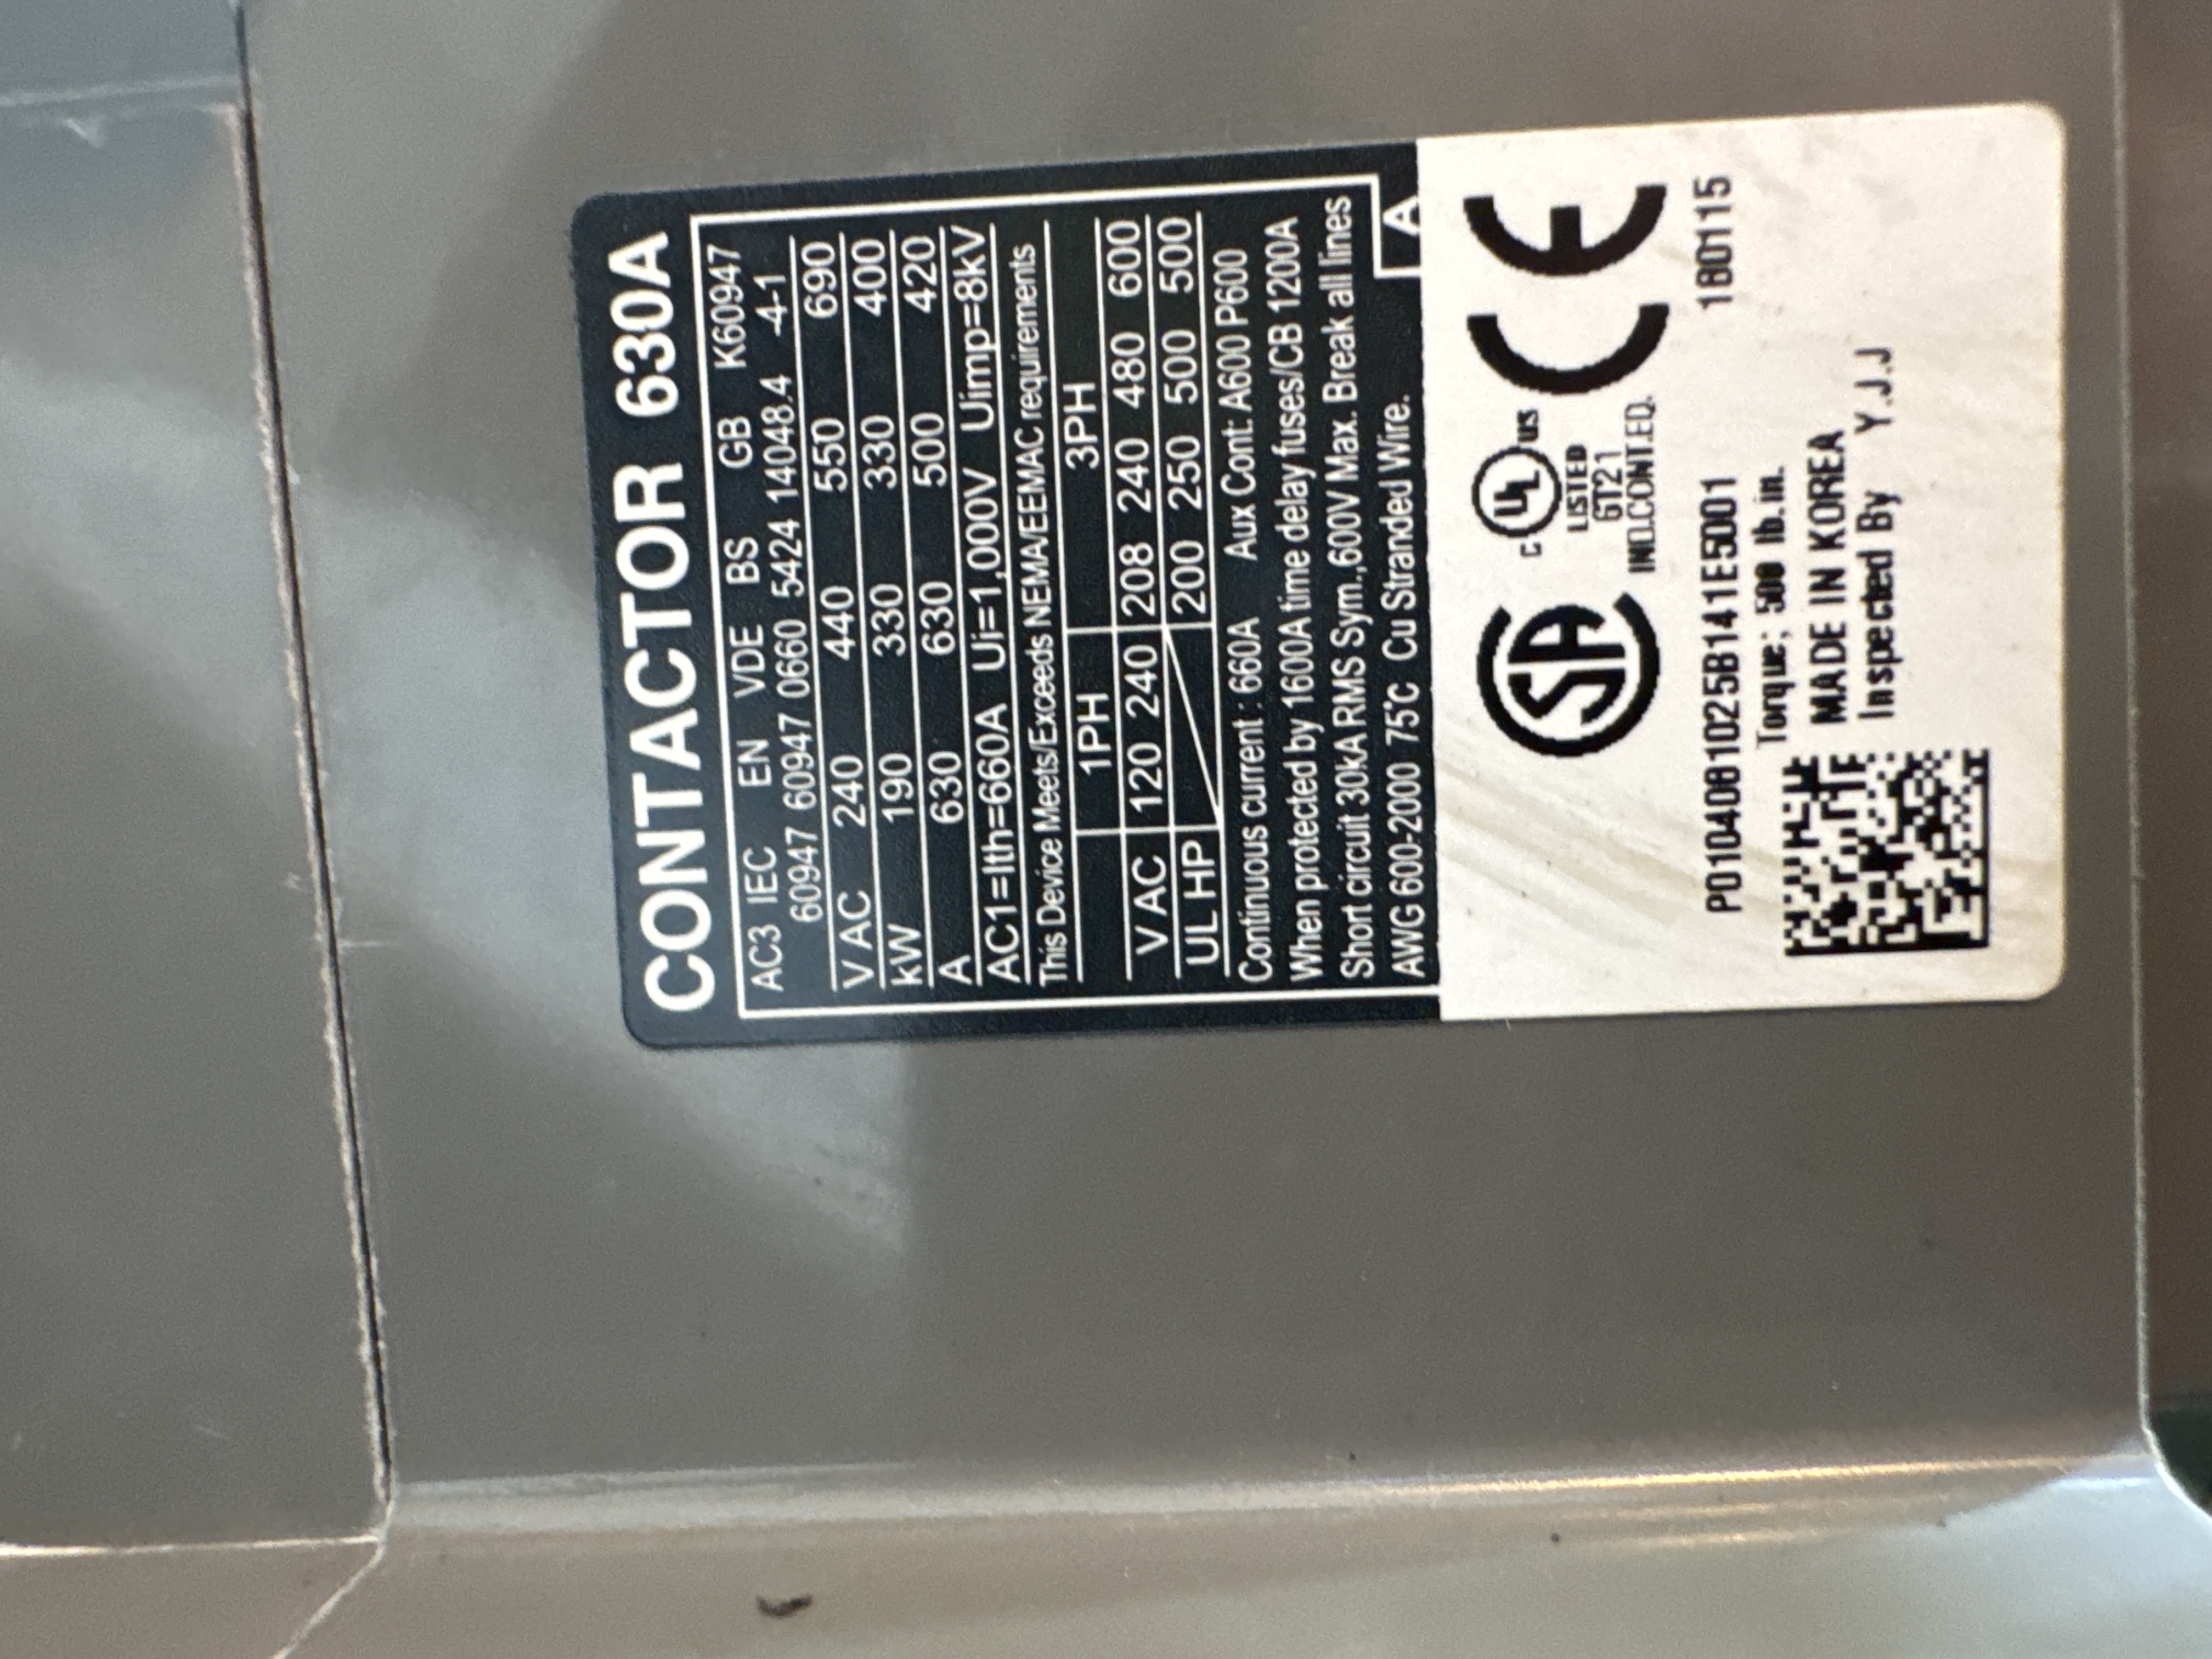 CONTACTOR 630A
AC3 IEC EN VDE BS GB K60947
60947 60947 0660 5424 14048.4 -4-1
V AC 240 440 550 690
kW 190 330 330 400
A 630 630 500 420
AC1=Ith=660A Ui=1,000V Uimp=8kV
This Device Meets/Exceeds NEMA/EEMAC requirements
1PH 3PH
V AC 120 240 208 240 480 600
UL HP 200 250 500 500
Continuous current : 660A Aux Cont: A600 P600
When protected by 1600A time delay fuses/CB 1200A
Short circuit 30kA RMS Sym.,600V Max. Break all lines
AWG 600-2000 75°C Cu Stranded Wire.
A
SA
C UL US
LISTED
6T21
IND.CONT.EQ.
CE
P0104081025B141E5001 180115
Torque; 500 lb.in.
MADE IN KOREA
Inspected By Y.J.J